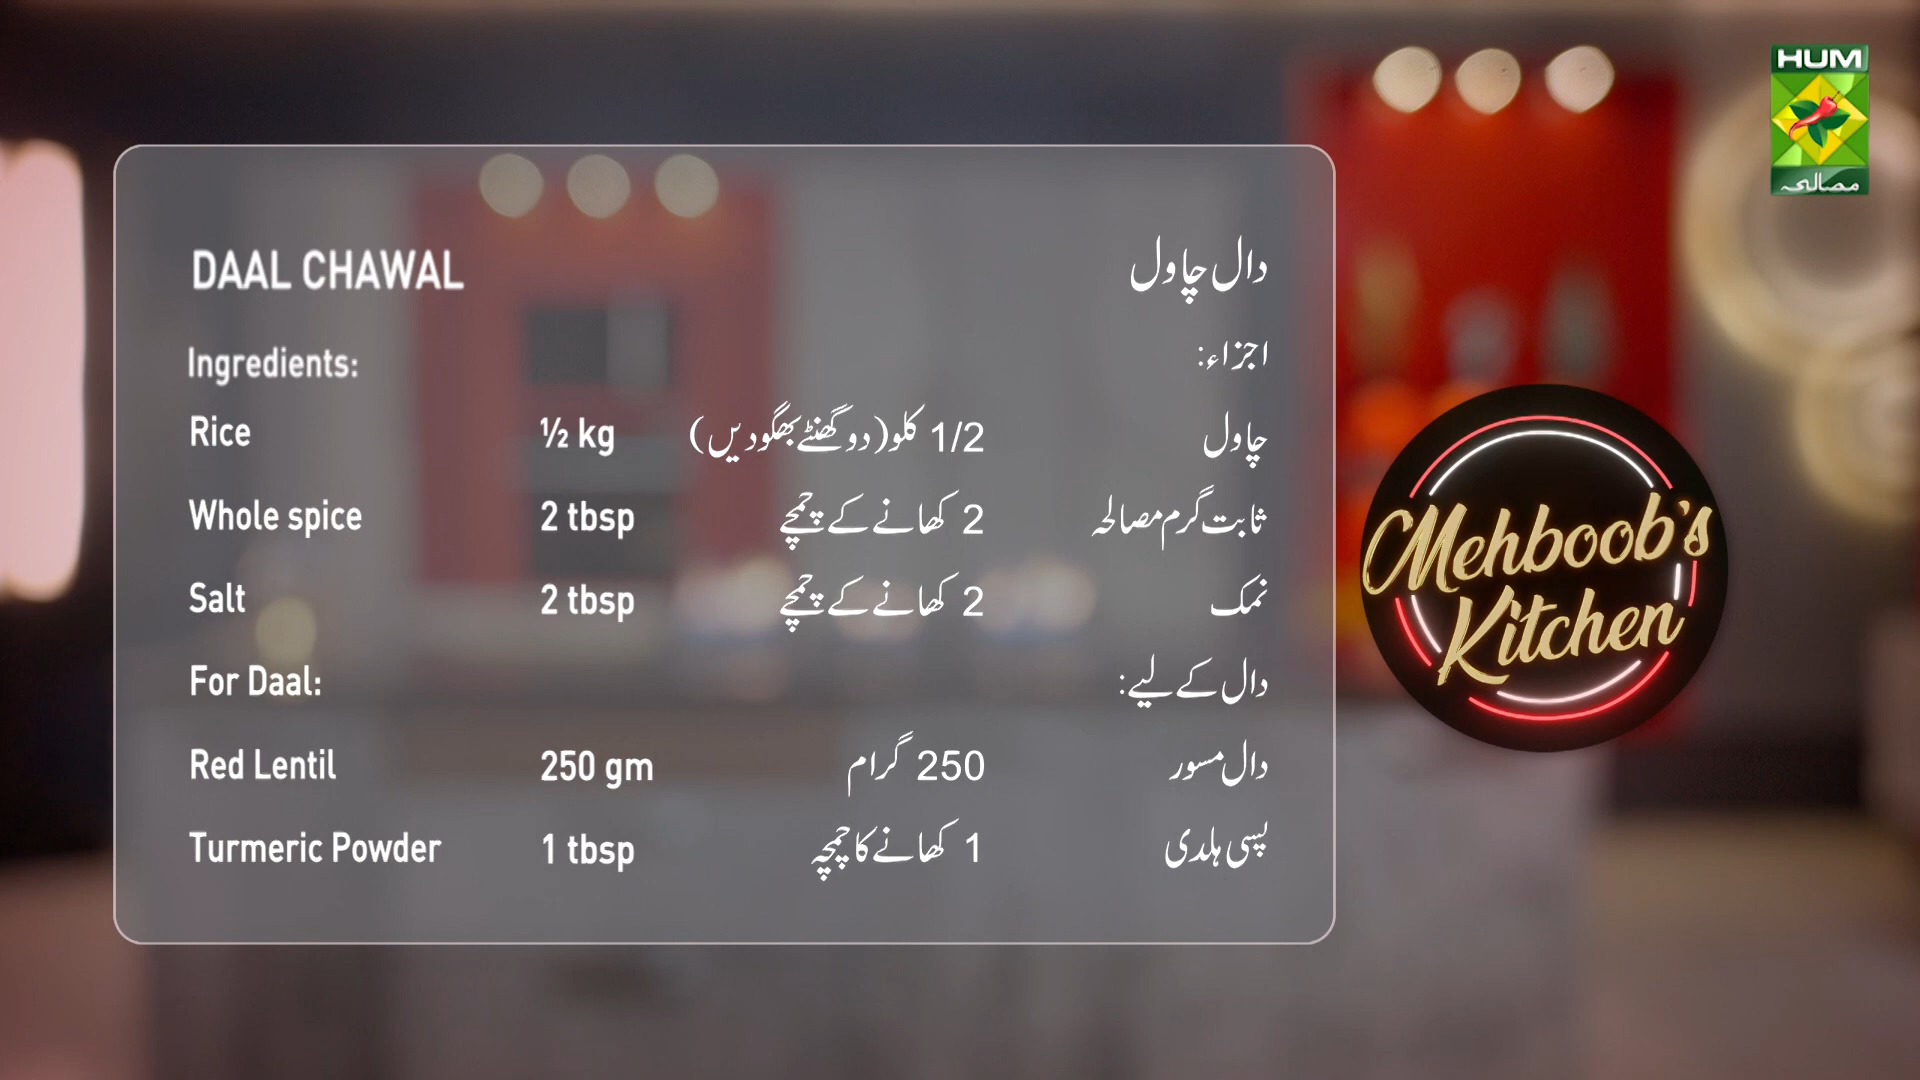 HUM
مصالحہ
DAAL CHAWAL دال چاول
Ingredients: اجزاء:
Rice ½ kg 1/2 کلو (دو گھنٹے بھگو دیں) چاول
Whole spice 2 tbsp 2 کھانے کے چمچے ثابت گرم مصالحہ
Salt 2 tbsp 2 کھانے کے چمچے نمک
For Daal: دال کے لیے:
Red Lentil 250 gm 250 گرام دال مسور
Turmeric Powder 1 tbsp 1 کھانے کا چمچہ پسی ہلدی
Mehboob's
Kitchen